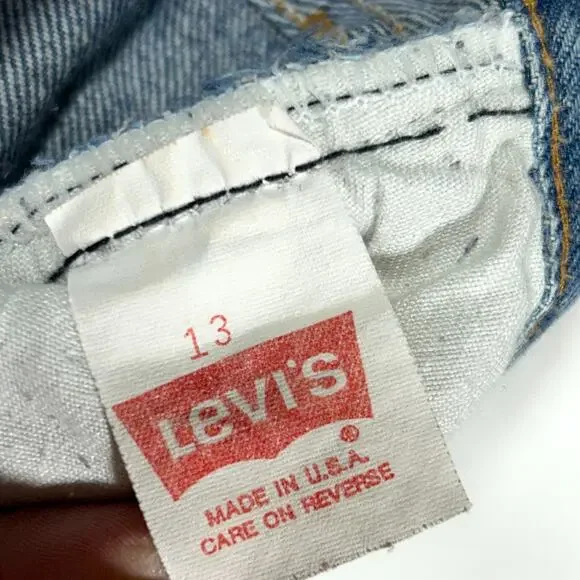 13
Levi's
®
MADE IN U.S.A.
CARE ON REVERSE